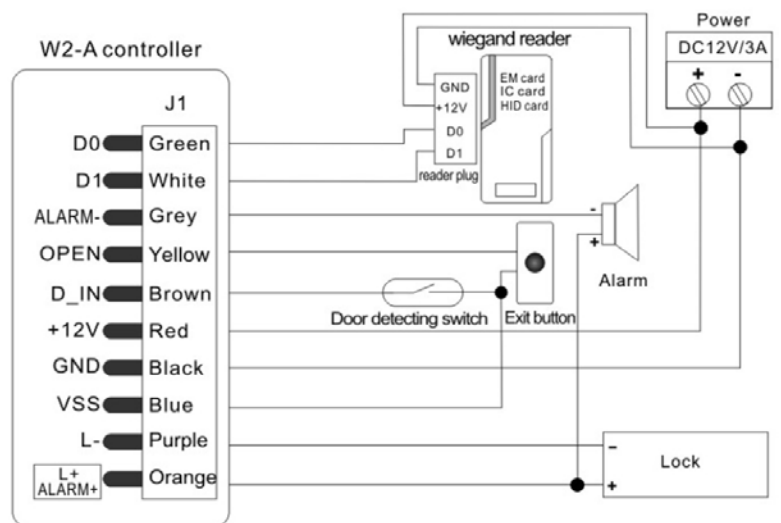 W2-A controller
J1
D0 Green
D1 White
ALARM- Grey
OPEN Yellow
D_IN Brown
+12V Red
GND Black
VSS Blue
L- Purple
L+
ALARM+
Orange
wiegand reader
GND
+12V
D0
D1
reader plug
EM card
IC card
HID card
Power
DC12V/3A
+ -
-
+
Alarm
Door detecting switch
Exit button
-
+
Lock